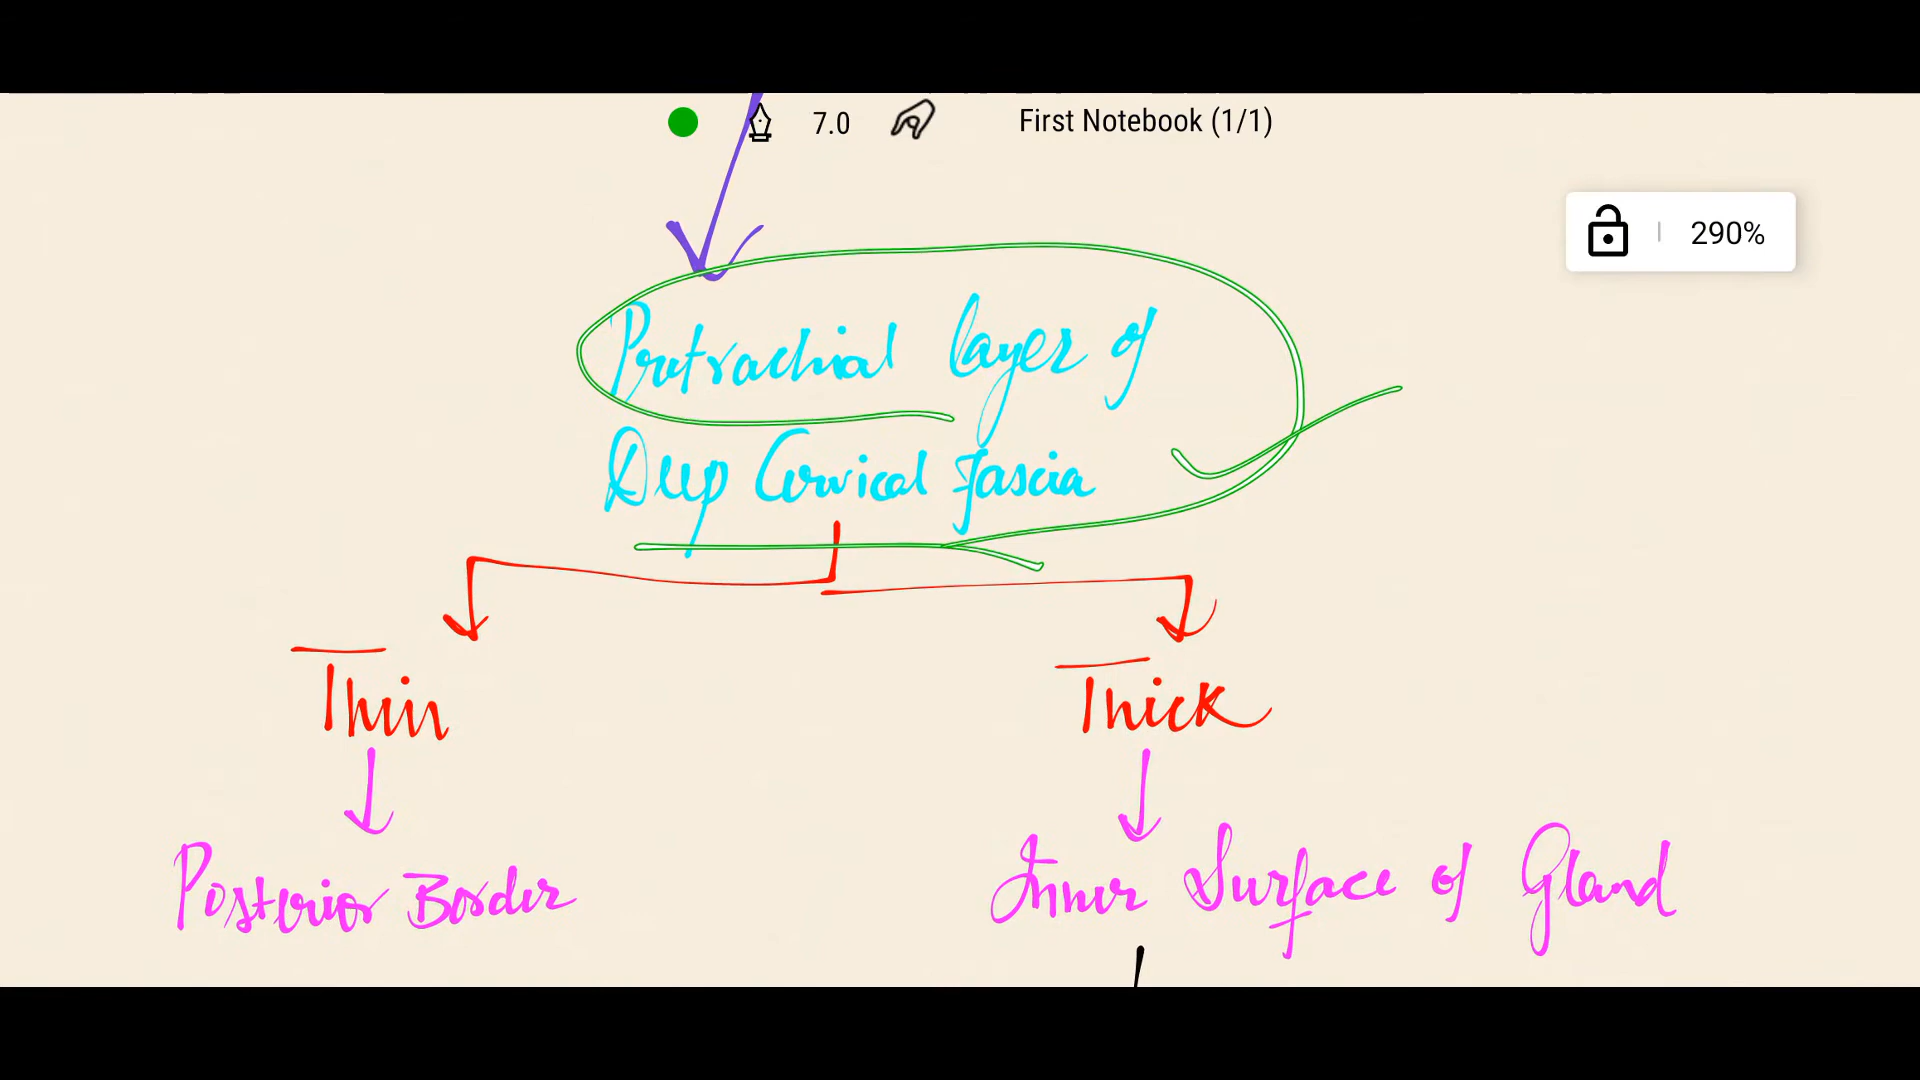 7.0 First Notebook (1/1)
290%
Pretrachial layer of
Deep Cervical fascia
Thin Thick
Posterior Border Inner Surface of Gland